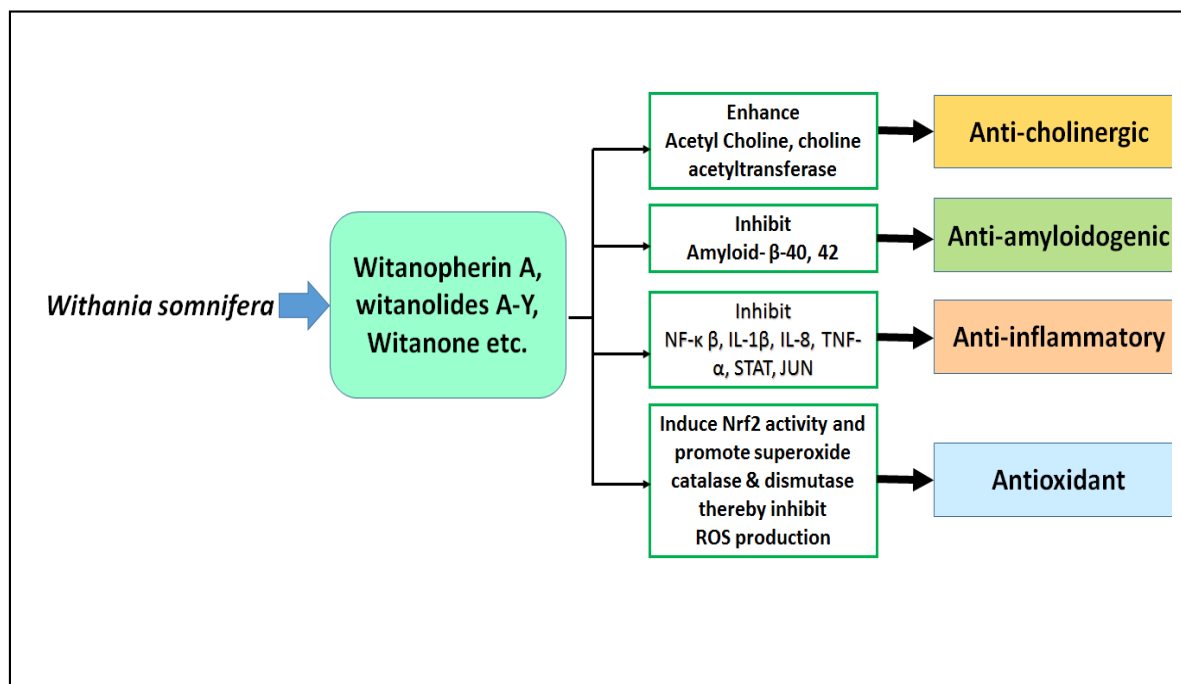 Withania somnifera
Witanopherin A,
witanolides A-Y,
Witanone etc.
Enhance
Acetyl Choline, choline
acetyltransferase
Anti-cholinergic
Inhibit
Amyloid- β-40, 42
Anti-amyloidogenic
Inhibit
NF-κ β, IL-1β, IL-8, TNF-
α, STAT, JUN
Anti-inflammatory
Induce Nrf2 activity and
promote superoxide
catalase & dismutase
thereby inhibit
ROS production
Antioxidant